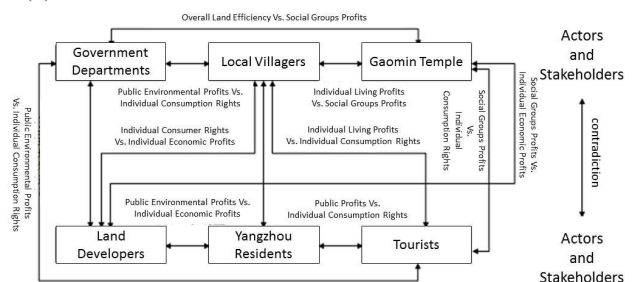 Overall Land Efficiency Vs. Social Groups Profits
Government
Departments
Local Villagers
Gaomin Temple
Actors
and
Stakeholders
Public Environmental Profits Vs.
Individual Consumption Rights
Individual Living Profits
Vs. Social Groups Profits
Individual Consumer Rights
Vs. Individual Economic Profits
Individual Living Profits
Vs. Individual Consumption Rights
Public Environmental Profits
Vs. Individual Consumption Rights
Social Groups Profits
Vs.
Individual
Consumption Rights
Social Groups Profits Vs.
Individual Economic Profits
contradiction
Public Environmental Profits Vs.
Individual Economic Profits
Public Profits Vs.
Individual Consumption Rights
Land
Developers
Yangzhou
Residents
Tourists
Actors
and
Stakeholders